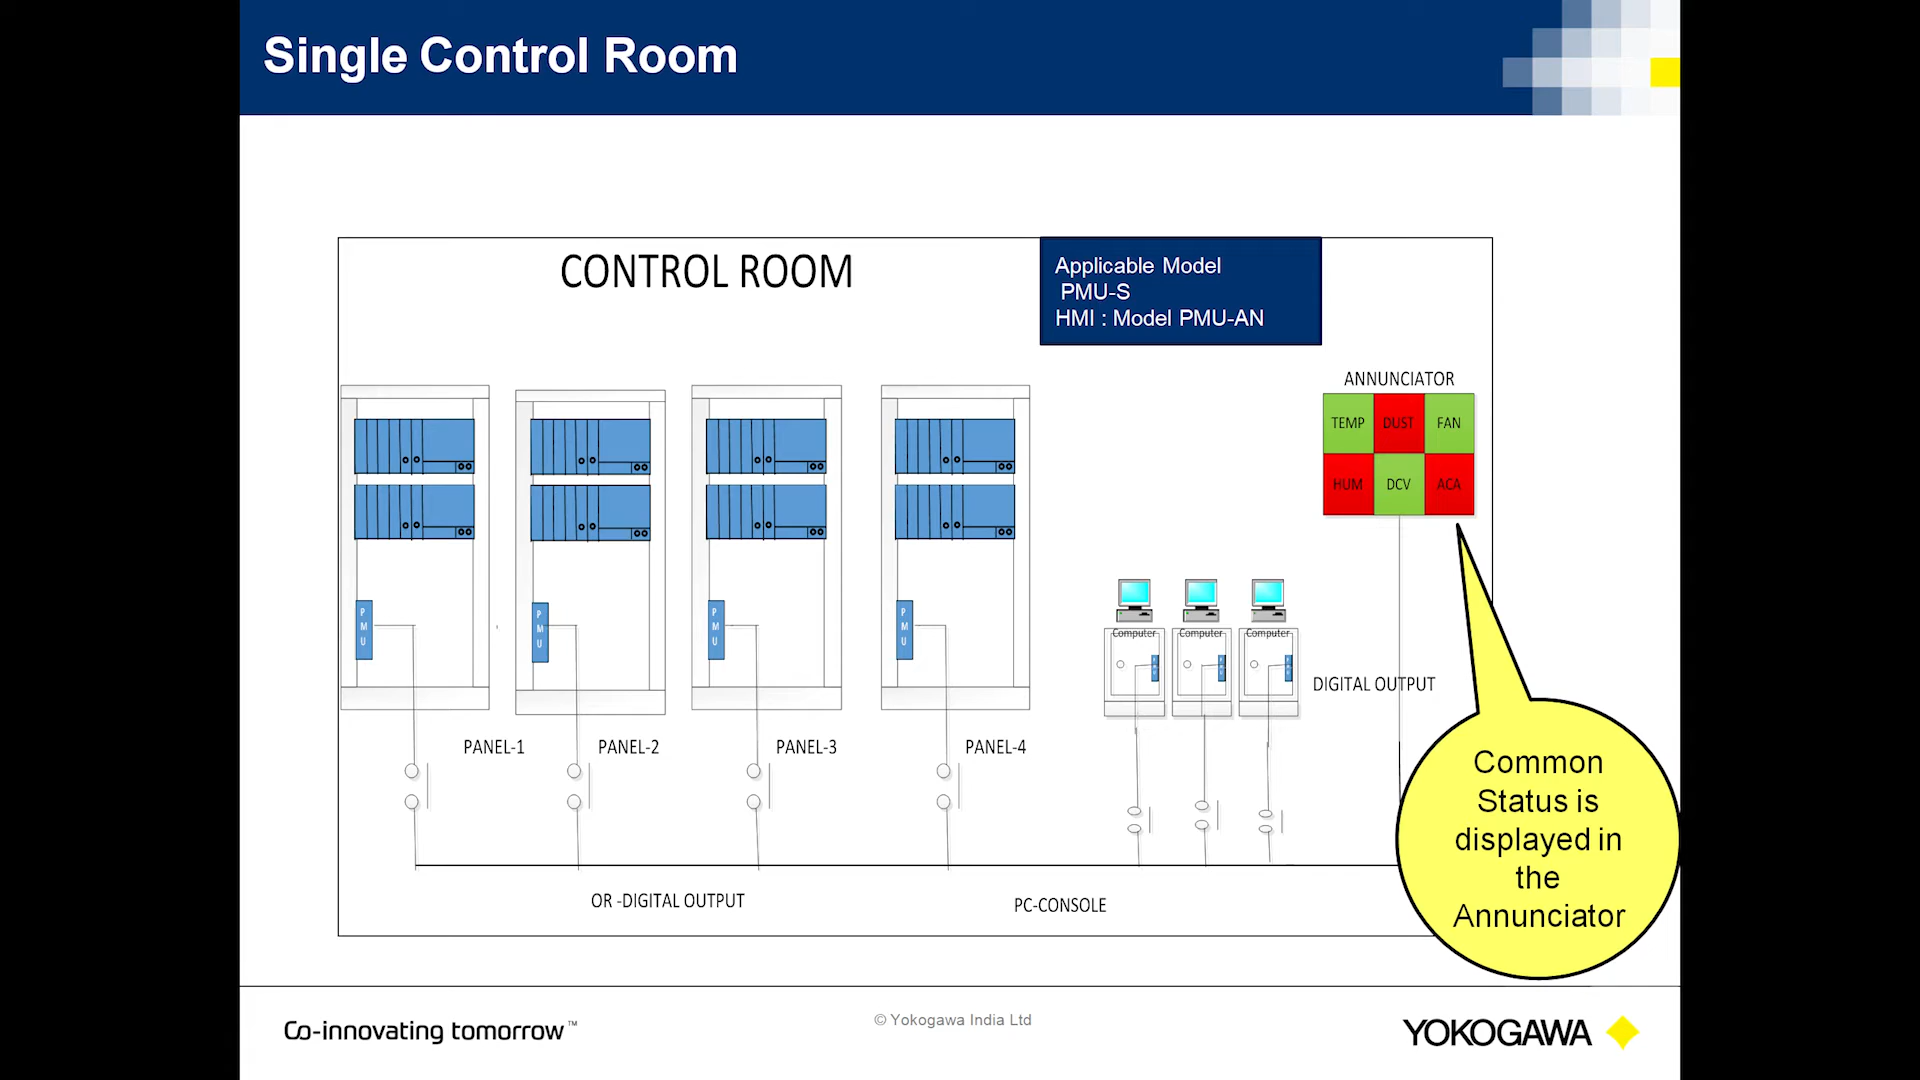 Single Control Room
CONTROL ROOM
Applicable Model
PMU-S
HMI : Model PMU-AN
ANNUNCIATOR
TEMP DUST FAN
HUM DCV ACA
P
M
U
P
M
U
P
M
U
P
M
U
Computer Computer Computer
DIGITAL OUTPUT
PANEL-1 PANEL-2 PANEL-3 PANEL-4
Common
Status is
displayed in
the
Annunciator
OR -DIGITAL OUTPUT
PC-CONSOLE
Co-innovating tomorrow™
© Yokogawa India Ltd
YOKOGAWA